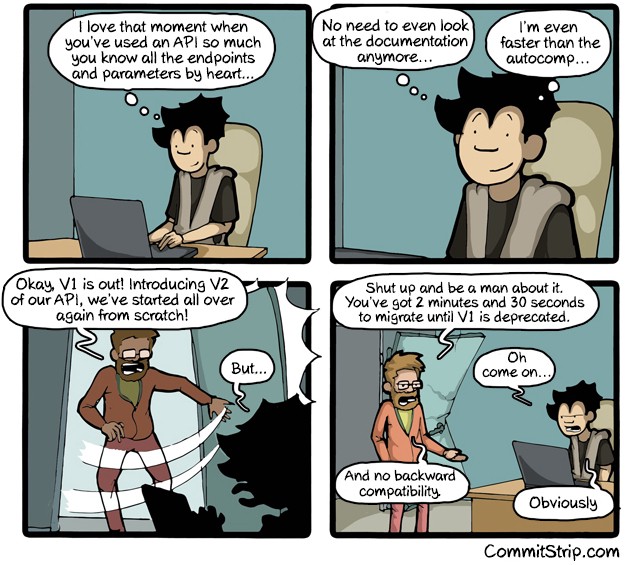 I love that moment when
you've used an API so much
you know all the endpoints
and parameters by heart...
No need to even look
at the documentation
anymore...
I'm even
faster than the
autocomp...
Okay, V1 is out! Introducing V2
of our API, we've started all over
again from scratch!
But...
Shut up and be a man about it.
You've got 2 minutes and 30 seconds
to migrate until V1 is deprecated.
Oh
come on...
And no backward
compatibility.
Obviously
CommitStrip.com